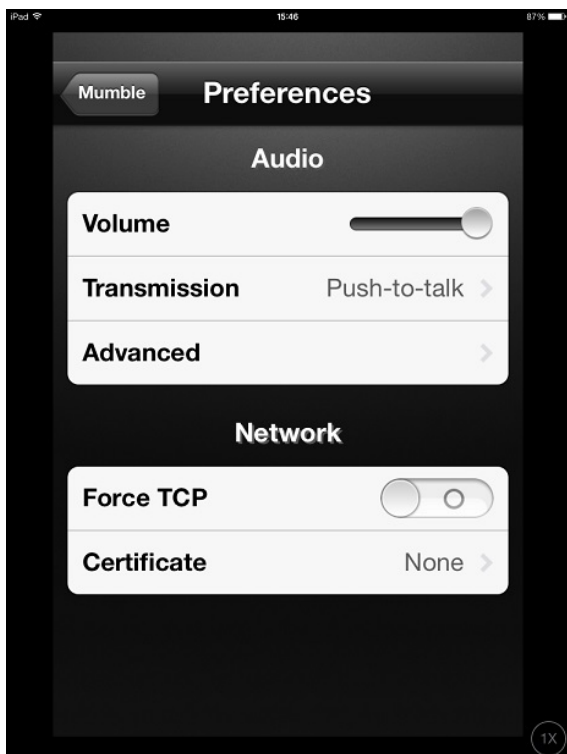 iPad 15:46 87%
Mumble Preferences
Audio
Volume
Transmission Push-to-talk
Advanced
Network
Force TCP
Certificate None
1X